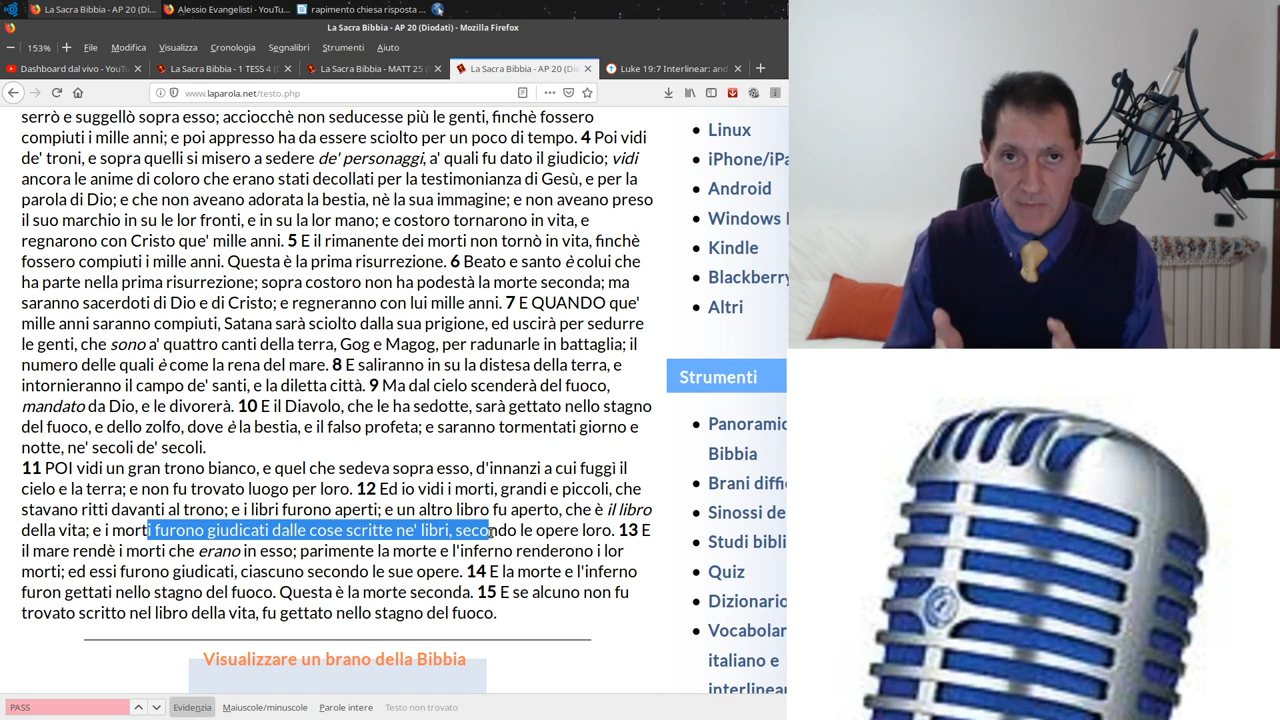 La Sacra Bibbia - AP 20 (Di...
Alessio Evangelisti - YouTu...
rapimento chiesa risposta ...
La Sacra Bibbia - AP 20 (Diodati) - Mozilla Firefox
153%
File Modifica Visualizza Cronologia Segnalibri Strumenti Aiuto
Dashboard dal vivo - YouTu
La Sacra Bibbia - 1 TESS 4 (D
La Sacra Bibbia - MATT 25 (
La Sacra Bibbia - AP 20 (Dio
Luke 19:7 Interlinear: and
www.laparola.net/testo.php
serrò e suggellò sopra esso; acciocchè non seducesse più le genti, finchè fossero
compiuti i mille anni; e poi appresso ha da essere sciolto per un poco di tempo. 4 Poi vidi
de' troni, e sopra quelli si misero a sedere de' personaggi, a' quali fu dato il giudicio; vidi
ancora le anime di coloro che erano stati decollati per la testimonianza di Gesù, e per la
parola di Dio; e che non aveano adorata la bestia, nè la sua immagine; e non aveano preso
il suo marchio in su le lor fronti, e in su la lor mano; e costoro tornarono in vita, e
regnarono con Cristo que' mille anni. 5 E il rimanente dei morti non tornò in vita, finchè
fossero compiuti i mille anni. Questa è la prima risurrezione. 6 Beato e santo è colui che
ha parte nella prima risurrezione; sopra costoro non ha podestà la morte seconda; ma
saranno sacerdoti di Dio e di Cristo; e regneranno con lui mille anni. 7 E QUANDO que'
mille anni saranno compiuti, Satana sarà sciolto dalla sua prigione, ed uscirà per sedurre
le genti, che sono a' quattro canti della terra, Gog e Magog, per radunarle in battaglia; il
numero delle quali è come la rena del mare. 8 E saliranno in su la distesa della terra, e
intornieranno il campo de' santi, e la diletta città. 9 Ma dal cielo scenderà del fuoco,
mandato da Dio, e le divorerà. 10 E il Diavolo, che le ha sedotte, sarà gettato nello stagno
del fuoco, e dello zolfo, dove è la bestia, e il falso profeta; e saranno tormentati giorno e
notte, ne' secoli de' secoli.
11 POI vidi un gran trono bianco, e quel che sedeva sopra esso, d'innanzi a cui fuggì il
cielo e la terra; e non fu trovato luogo per loro. 12 Ed io vidi i morti, grandi e piccoli, che
stavano ritti davanti al trono; e i libri furono aperti; e un altro libro fu aperto, che è il libro
della vita; e i morti furono giudicati dalle cose scritte ne' libri, secondo le opere loro. 13 E
il mare rendè i morti che erano in esso; parimente la morte e l'inferno renderono i lor
morti; ed essi furono giudicati, ciascuno secondo le sue opere. 14 E la morte e l'inferno
furon gettati nello stagno del fuoco. Questa è la morte seconda. 15 E se alcuno non fu
trovato scritto nel libro della vita, fu gettato nello stagno del fuoco.
Visualizzare un brano della Bibbia
Linux
iPhone/iPa
Android
Windows
Kindle
Blackberry
Altri
Strumenti
Panoramic
Bibbia
Brani diffi
Sinossi de
Studi bibli
Quiz
Dizionario
Vocabolar
italiano e
interlinear
PASS
Evidenzia Maiuscole/minuscole Parole intere Testo non trovato